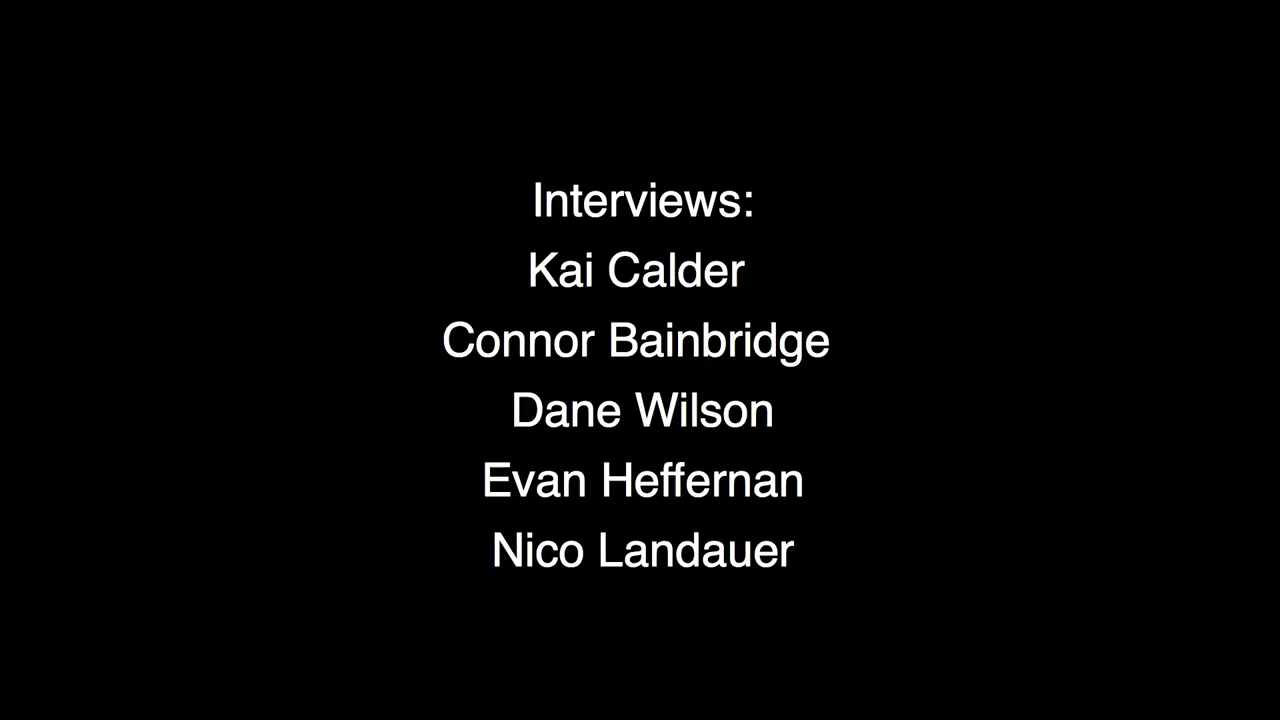 Interviews:
Kai Calder
Connor Bainbridge
Dane Wilson
Evan Heffernan
Nico Landauer